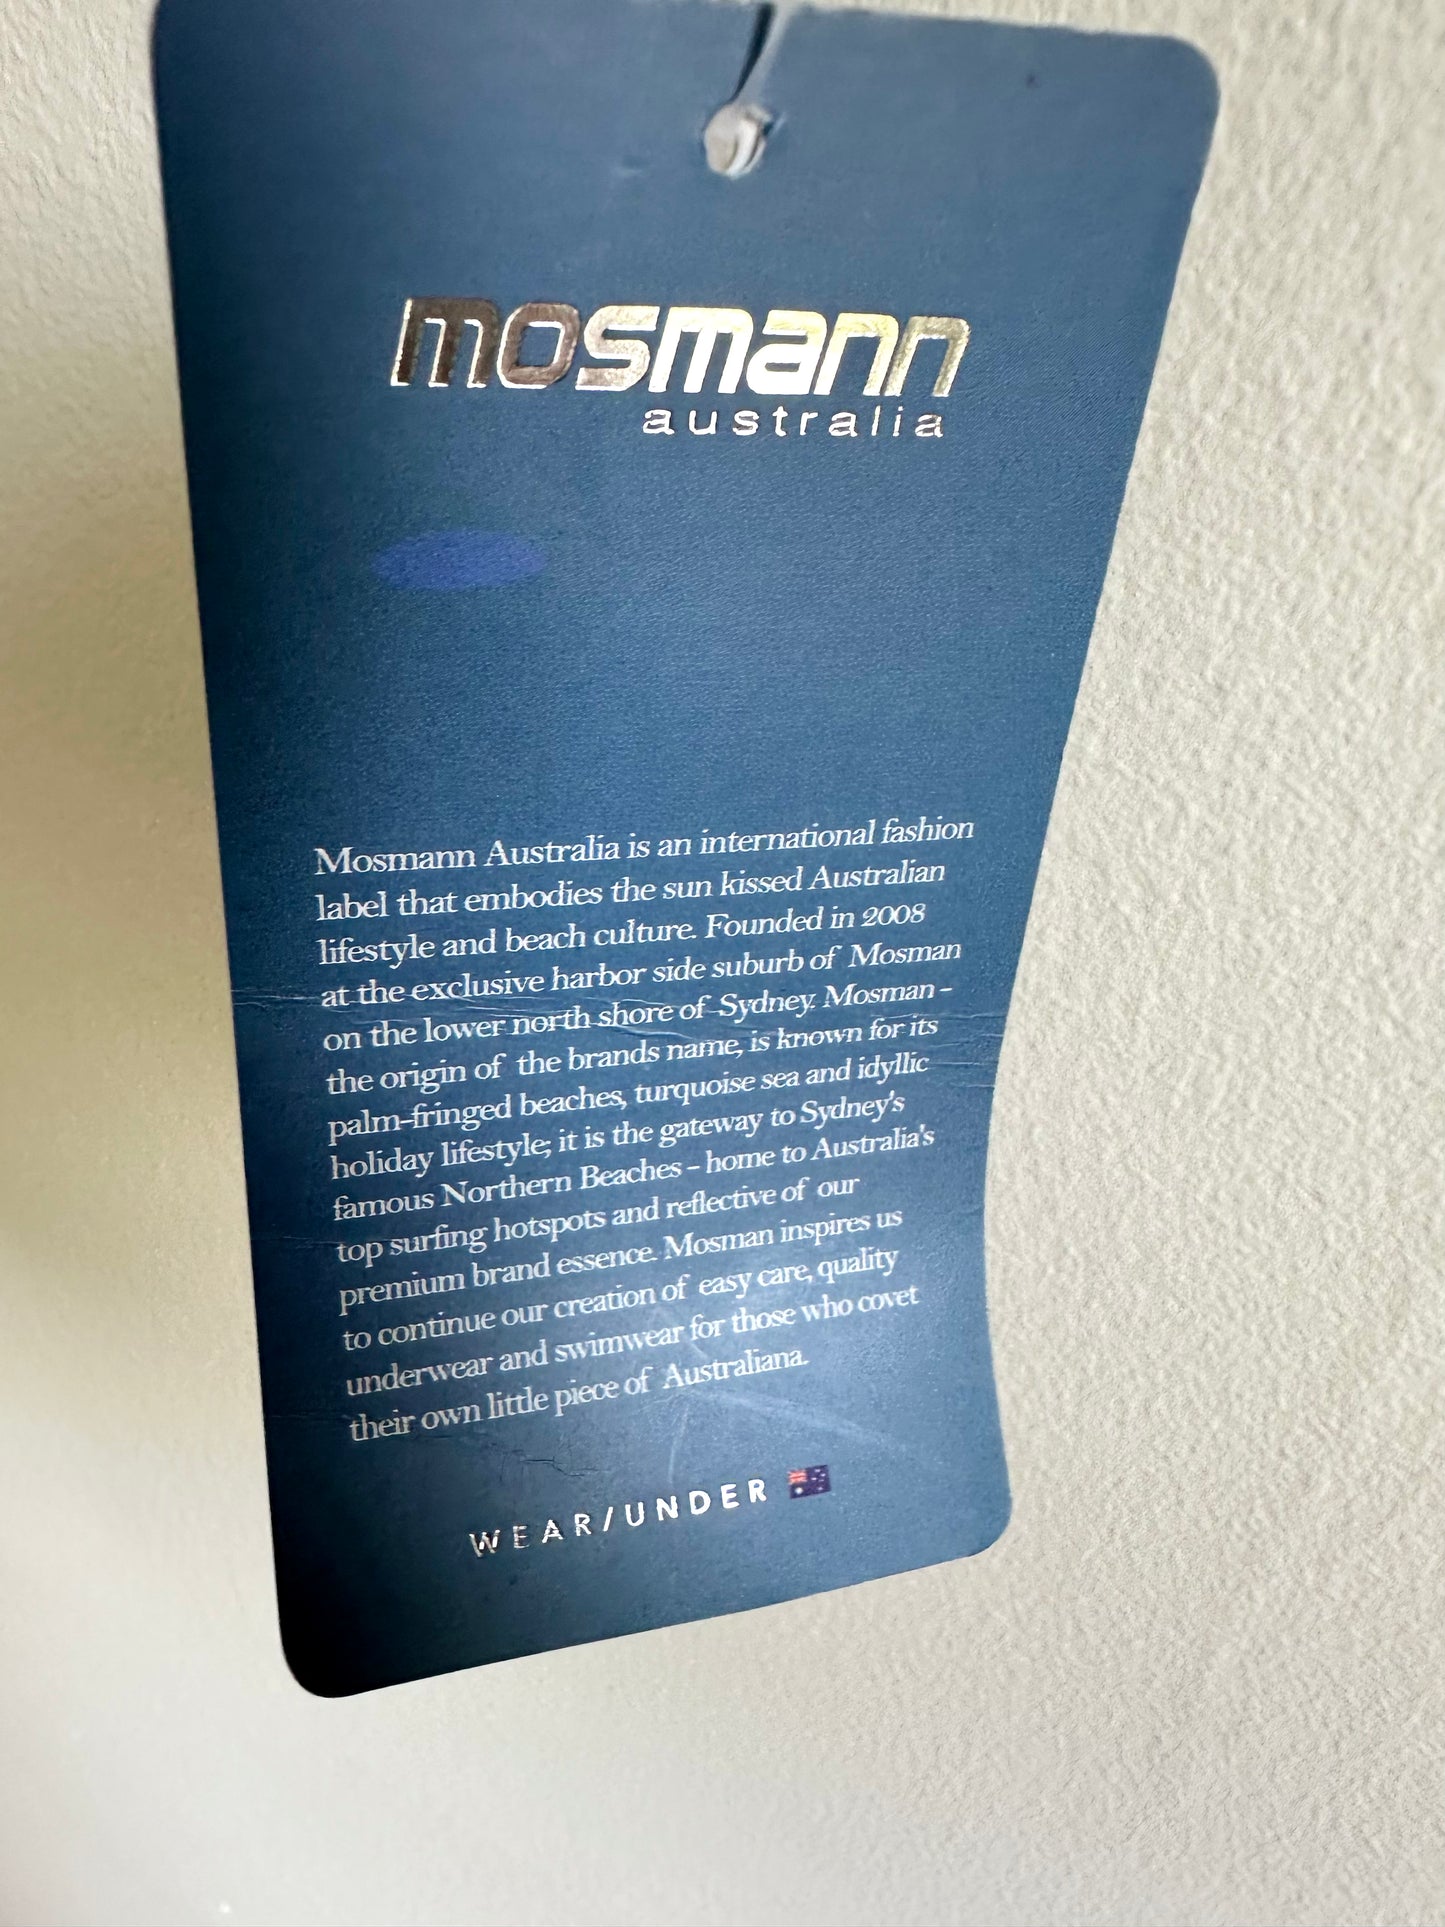 mosmann
australia
Mosmann Australia is an international fashion
label that embodies the sun kissed Australian
lifestyle and beach culture. Founded in 2008
at the exclusive harbor side suburb of Mosman
on the lower north shore of Sydney. Mosman –
the origin of the brands name, is known for its
palm-fringed beaches, turquoise sea and idyllic
holiday lifestyle; it is the gateway to Sydney's
famous Northern Beaches – home to Australia's
top surfing hotspots and reflective of our
premium brand essence. Mosman inspires us
to continue our creation of easy care, quality
underwear and swimwear for those who covet
their own little piece of Australiana.
WEAR/UNDER